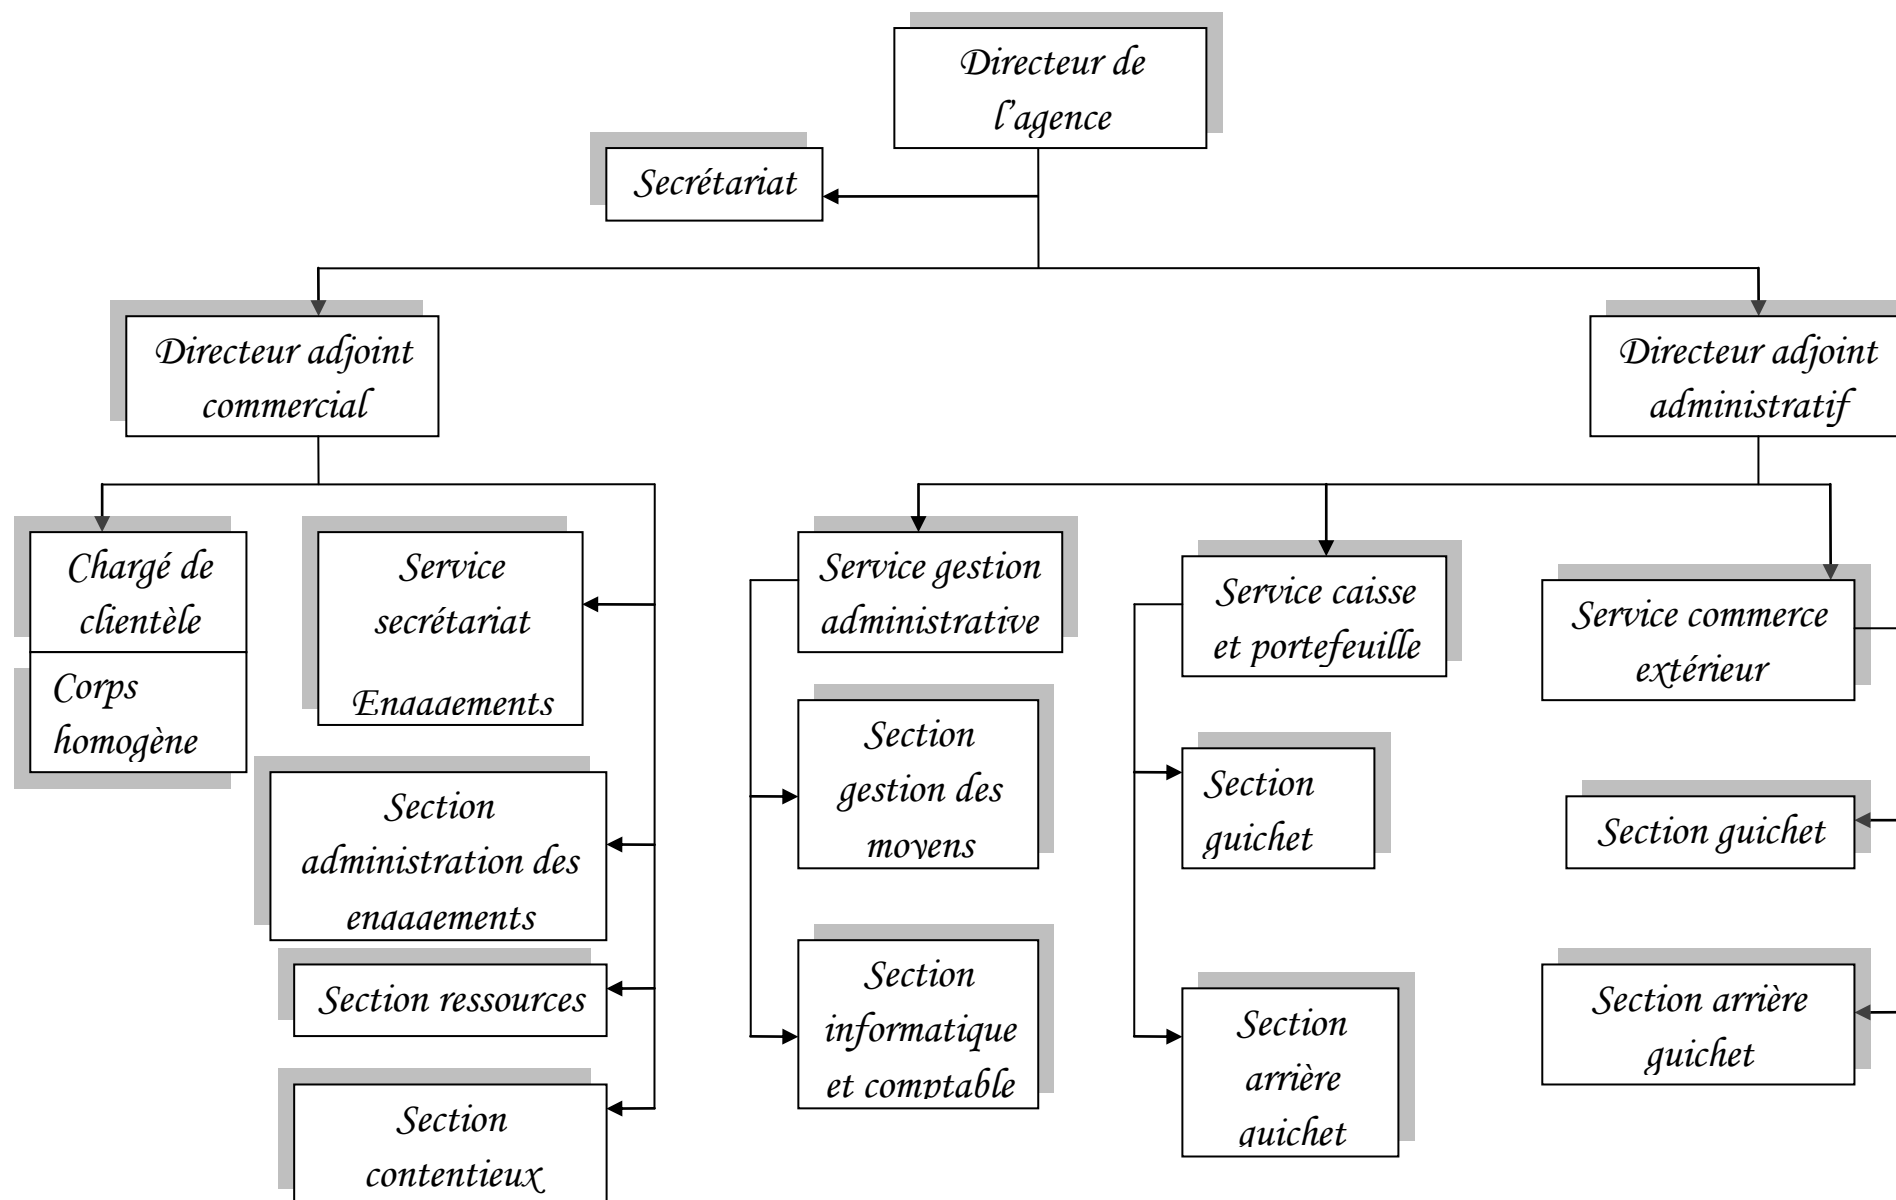 Directeur de
l'agence
Secrétariat
Directeur adjoint
commercial
Directeur adjoint
administratif
Chargé de
clientèle
Corps
homogène
Service
secrétariat
Engagements
Section
administration des
engagements
Section ressources
Section
contentieux
Service gestion
administrative
Section
gestion des
moyens
Section
informatique
et comptable
Service caisse
et portefeuille
Section
guichet
Section
arrière
guichet
Service commerce
extérieur
Section guichet
Section arrière
guichet